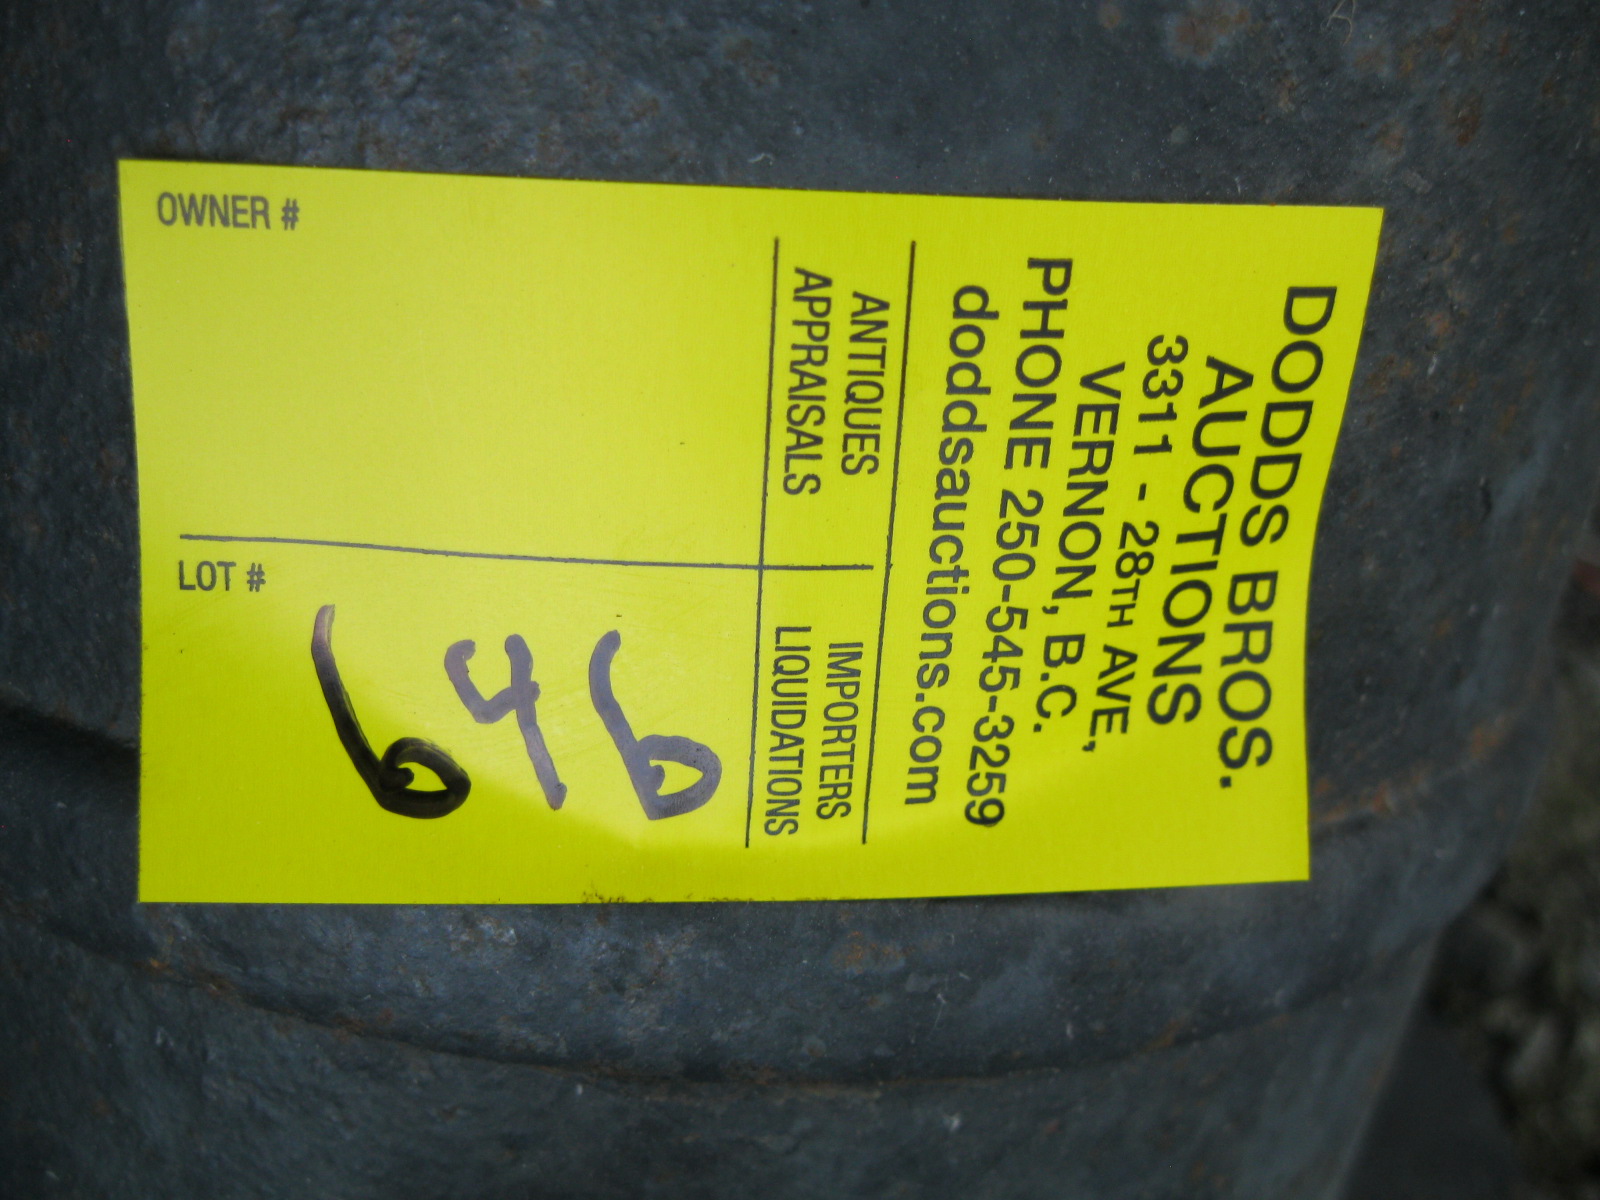 DODDS BROS.
AUCTIONS
3311 - 28TH AVE,
VERNON, B.C.
PHONE 250-545-3259
doddsauctions.com
ANTIQUES
APPRAISALS
IMPORTERS
LIQUIDATIONS
OWNER #
LOT #
646